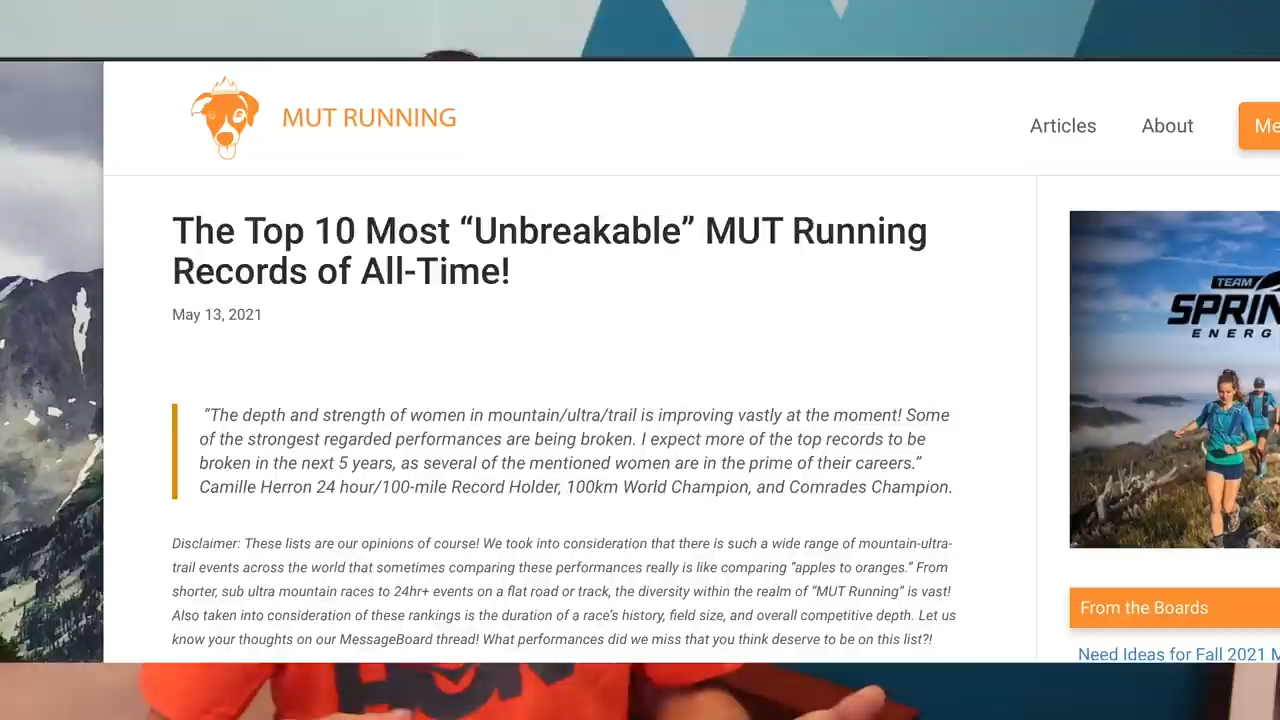 MUT RUNNING
Articles
About
Me
The Top 10 Most “Unbreakable” MUT Running
Records of All-Time!
May 13, 2021
“The depth and strength of women in mountain/ultra/trail is improving vastly at the moment! Some
of the strongest regarded performances are being broken. I expect more of the top records to be
broken in the next 5 years, as several of the mentioned women are in the prime of their careers.”
Camille Herron 24 hour/100-mile Record Holder, 100km World Champion, and Comrades Champion.
Disclaimer: These lists are our opinions of course! We took into consideration that there is such a wide range of mountain-ultra-
trail events across the world that sometimes comparing these performances really is like comparing “apples to oranges.” From
shorter, sub ultra mountain races to 24hr+ events on a flat road or track, the diversity within the realm of “MUT Running” is vast!
Also taken into consideration of these rankings is the duration of a race’s history, field size, and overall competitive depth. Let us
know your thoughts on our MessageBoard thread! What performances did we miss that you think deserve to be on this list?!
TEAM
SPRIN
ENERG
From the Boards
Need Ideas for Fall 2021 M